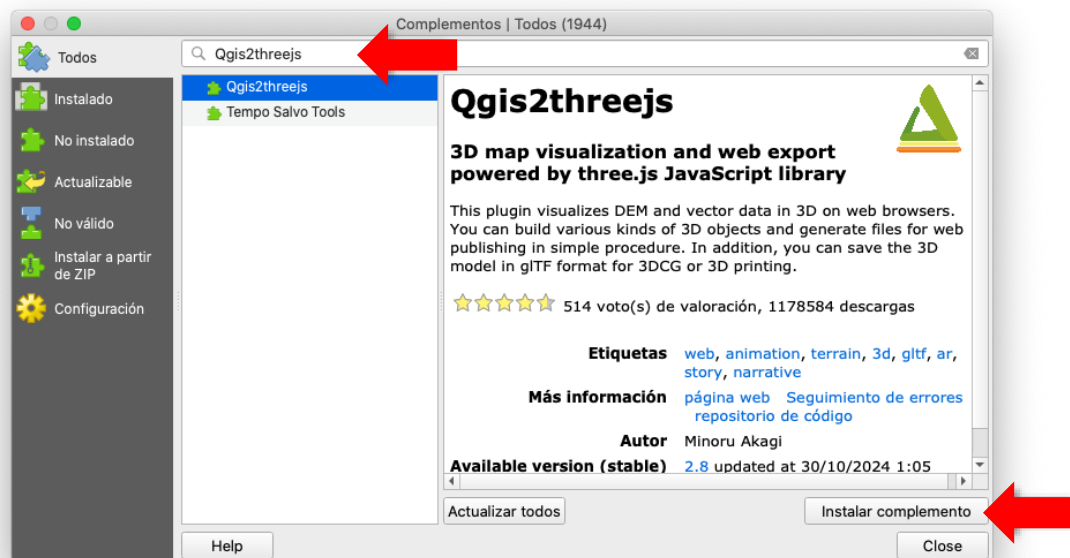 Complementos | Todos (1944)
Todos
Instalado
No instalado
Actualizable
No válido
Instalar a partir
de ZIP
Configuración
Qgis2threejs
Qgis2threejs
Tempo Salvo Tools
Qgis2threejs
3D map visualization and web export
powered by three.js JavaScript library
This plugin visualizes DEM and vector data in 3D on web browsers.
You can build various kinds of 3D objects and generate files for web
publishing in simple procedure. In addition, you can save the 3D
model in glTF format for 3DCG or 3D printing.
514 voto(s) de valoración, 1178584 descargas
Etiquetas web, animation, terrain, 3d, gltf, ar,
story, narrative
Más información página web Seguimiento de errores
repositorio de código
Autor Minoru Akagi
Available version (stable) 2.8 updated at 30/10/2024 1:05
Actualizar todos Instalar complemento
Help Close